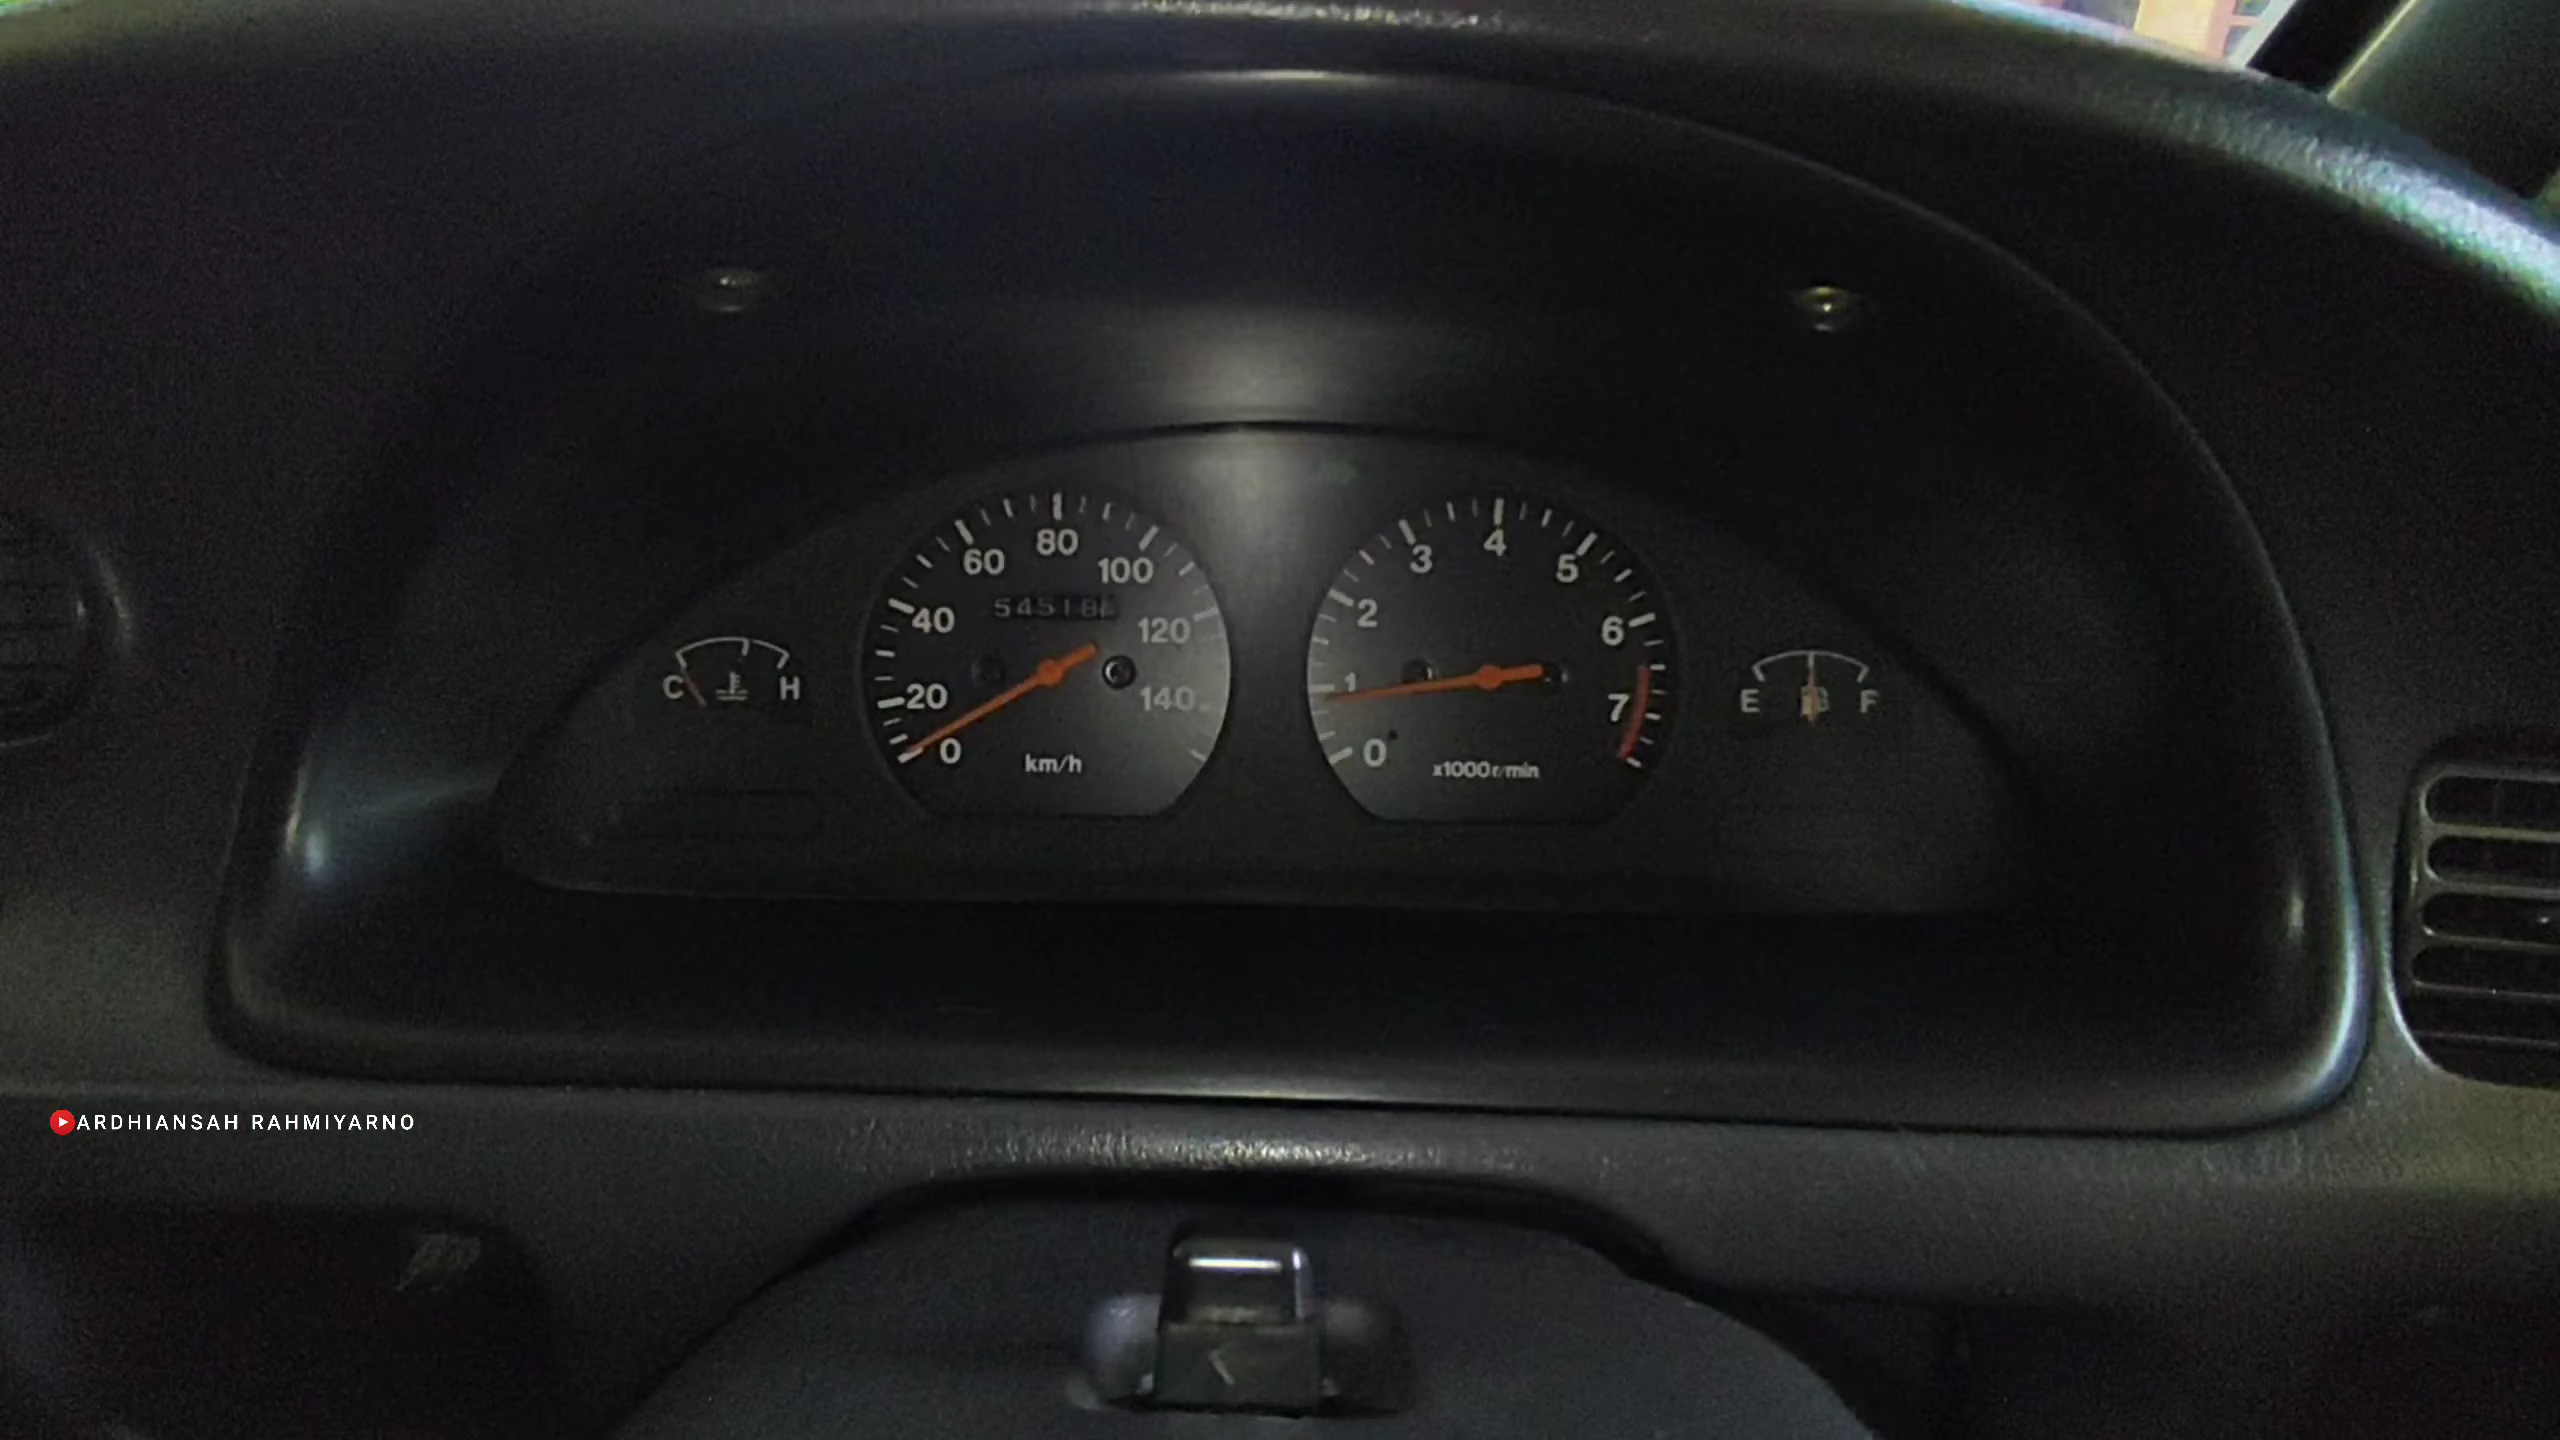 60 80 100
3 4 5
40 120
2 6
C H
20 140
1 7
E F
0 km/h
0 x1000r/min
ARDHIANSAH RAHMIYARNO